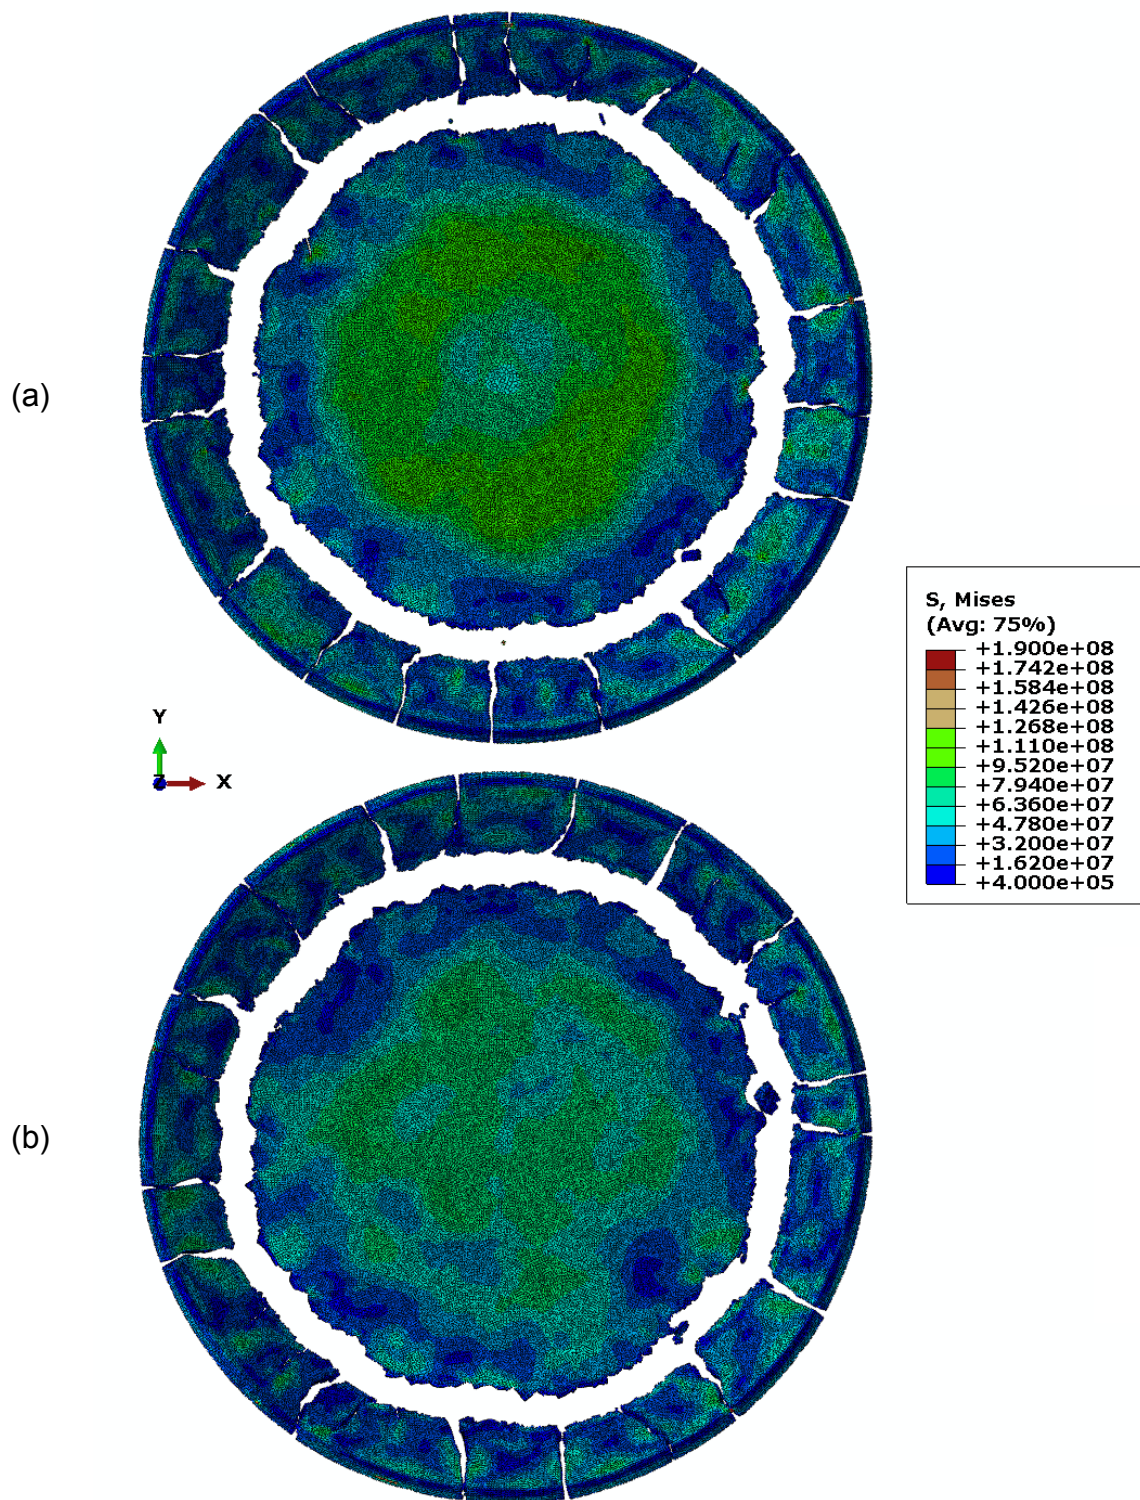 (a)
S, Mises
(Avg: 75%)
+1.900e+08
+1.742e+08
+1.584e+08
+1.426e+08
+1.268e+08
+1.110e+08
+9.520e+07
+7.940e+07
+6.360e+07
+4.780e+07
+3.200e+07
+1.620e+07
+4.000e+05
Y
Z
X
(b)